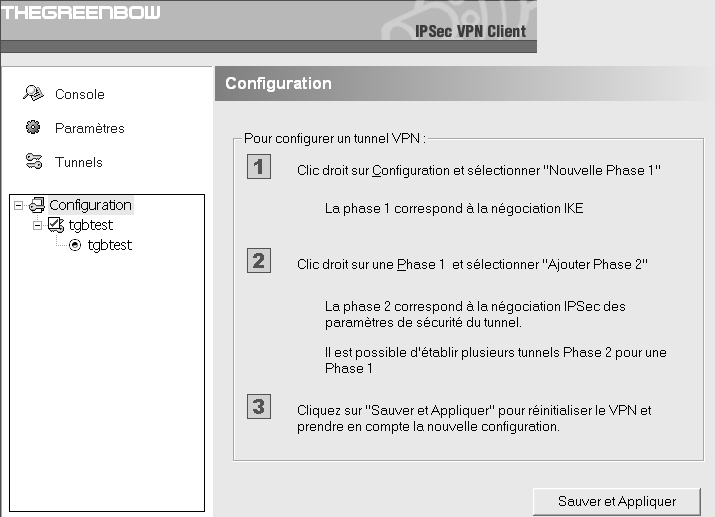 THEGREENBOW
IPSec VPN Client
Console
Paramètres
Tunnels
Configuration
tgbtest
tgbtest
Configuration
Pour configurer un tunnel VPN :
1 Clic droit sur Configuration et sélectionner "Nouvelle Phase 1"
La phase 1 correspond à la négociation IKE
2 Clic droit sur une Phase 1 et sélectionner "Ajouter Phase 2"
La phase 2 correspond à la négociation IPSec des
paramètres de sécurité du tunnel.
Il est possible d'établir plusieurs tunnels Phase 2 pour une
Phase 1
3 Cliquez sur "Sauver et Appliquer" pour réinitialiser le VPN et
prendre en compte la nouvelle configuration.
Sauver et Appliquer